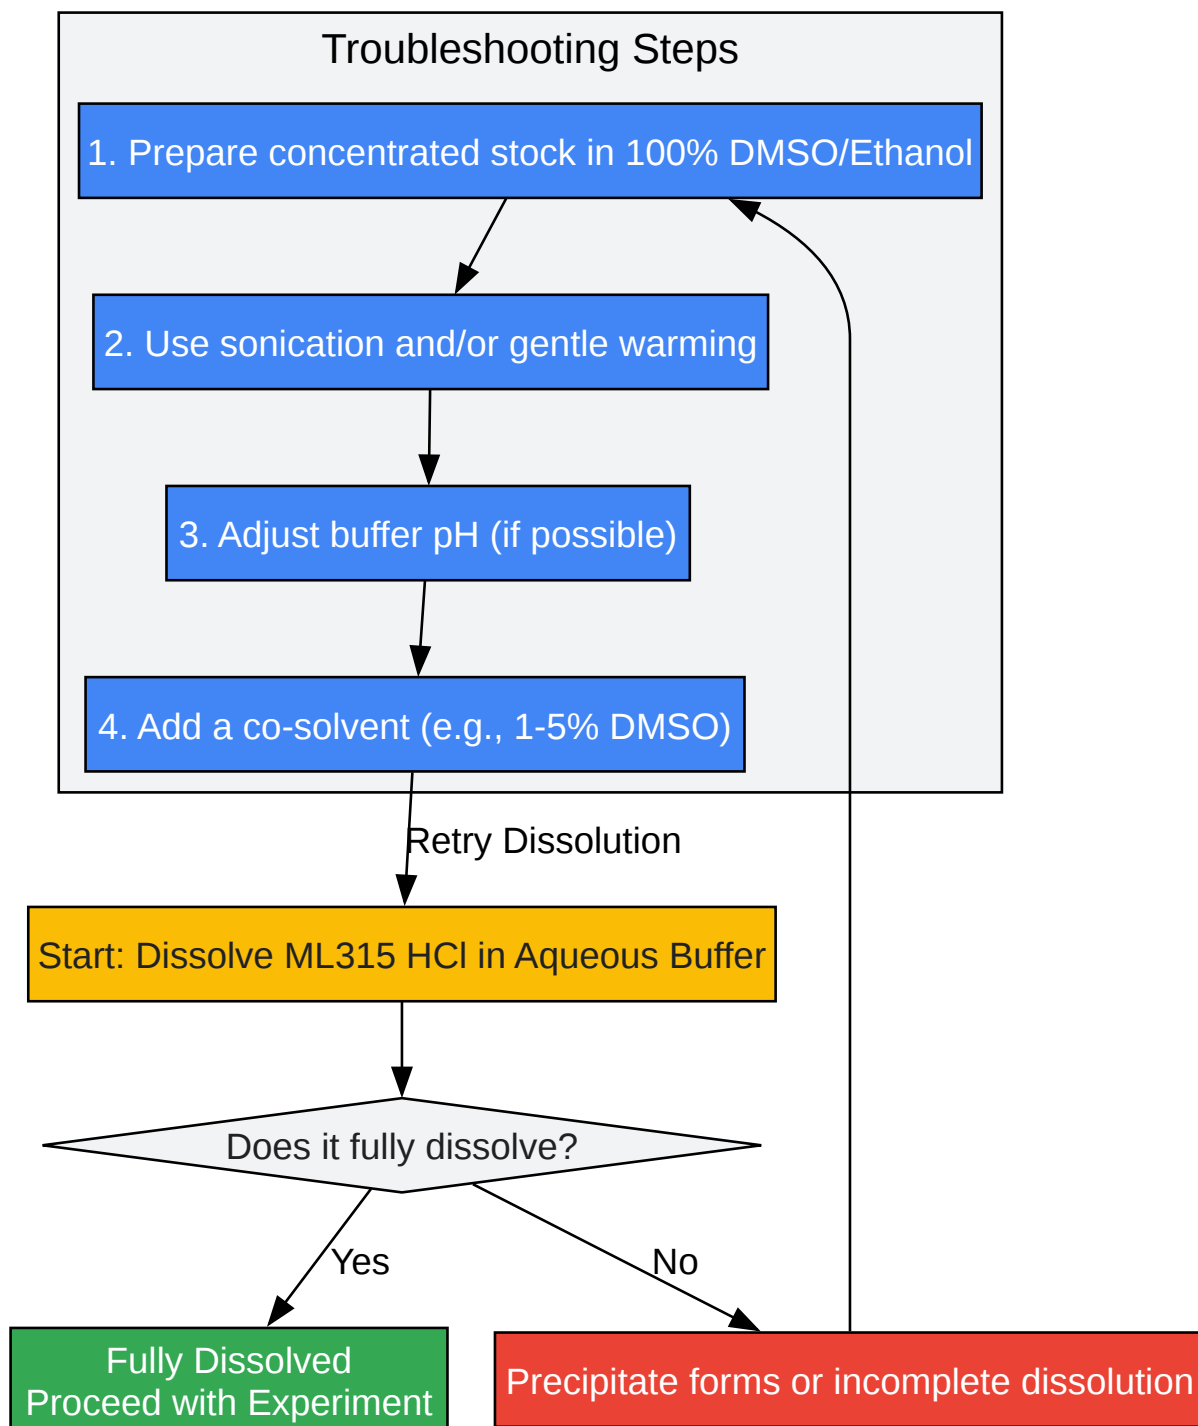 Troubleshooting Steps
1. Prepare concentrated stock in 100% DMSO/Ethanol
2. Use sonication and/or gentle warming
3. Adjust buffer pH (if possible)
4. Add a co-solvent (e.g., 1-5% DMSO)
Retry Dissolution
Start: Dissolve ML315 HCl in Aqueous Buffer
Does it fully dissolve?
Yes
No
Fully Dissolved
Proceed with Experiment
Precipitate forms or incomplete dissolution